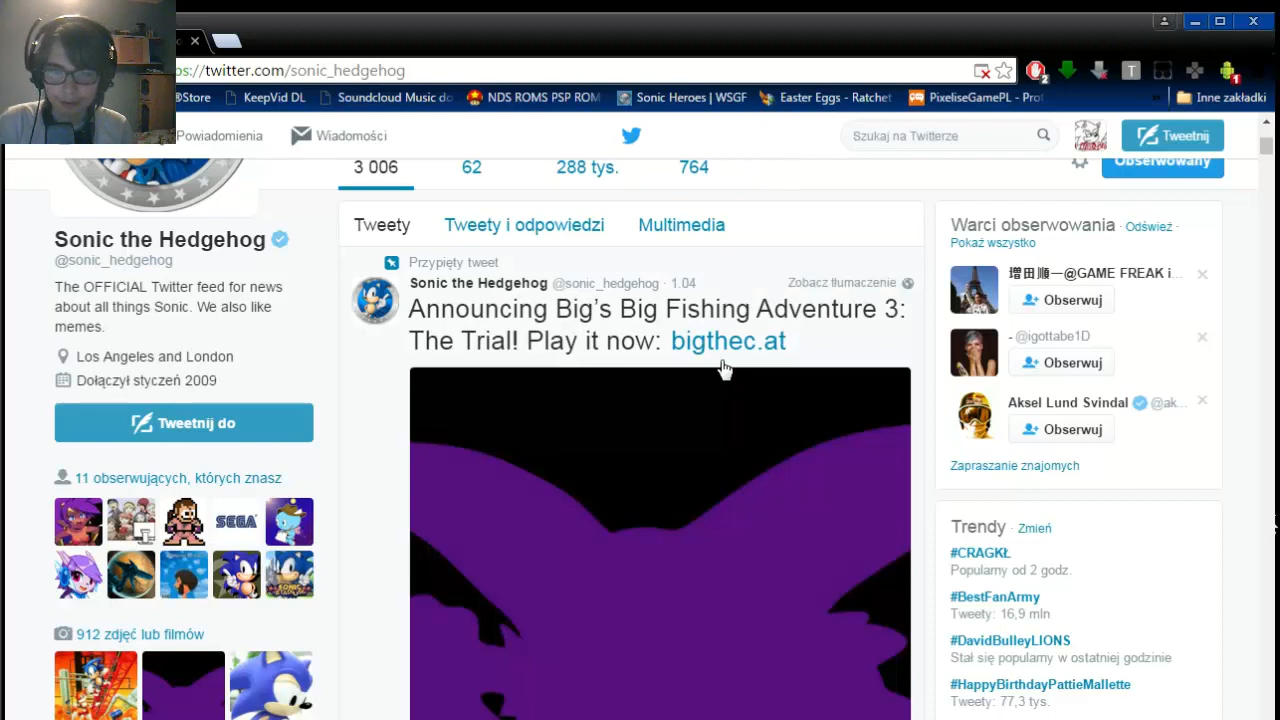 ps://twitter.com/sonic_hedgehog
®Store
KeepVid DL
Soundcloud Music do
NDS ROMS PSP ROM
Sonic Heroes | WSGF
Easter Eggs - Ratchet
PixeliseGamePL - Prof
»
Inne zakładki
Powiadomienia
Wiadomości
Szukaj na Twitterze
Tweetnij
3 006
62
288 tys.
764
Obserwowany
Sonic the Hedgehog
@sonic_hedgehog
The OFFICIAL Twitter feed for news
about all things Sonic. We also like
memes.
Los Angeles and London
Dołączył styczeń 2009
Tweetnij do
11 obserwujących, których znasz
SEGA
912 zdjęć lub filmów
Tweety
Tweety i odpowiedzi
Multimedia
Przypięty tweet
Sonic the Hedgehog @sonic_hedgehog · 1.04
Zobacz tłumaczenie
Announcing Big’s Big Fishing Adventure 3:
The Trial! Play it now: bigthec.at
Warci obserwowania · Odśwież ·
Pokaż wszystko
増田順一@GAME FREAK i...
Obserwuj
- @igottabe1D
Obserwuj
Aksel Lund Svindal @ak...
Obserwuj
Zapraszanie znajomych
Trendy · Zmień
#CRAGKŁ
Popularny od 2 godz.
#BestFanArmy
Tweety: 16,9 mln
#DavidBulleyLIONS
Stał się popularny w ostatniej godzinie
#HappyBirthdayPattieMallette
Tweety: 77,3 tys.